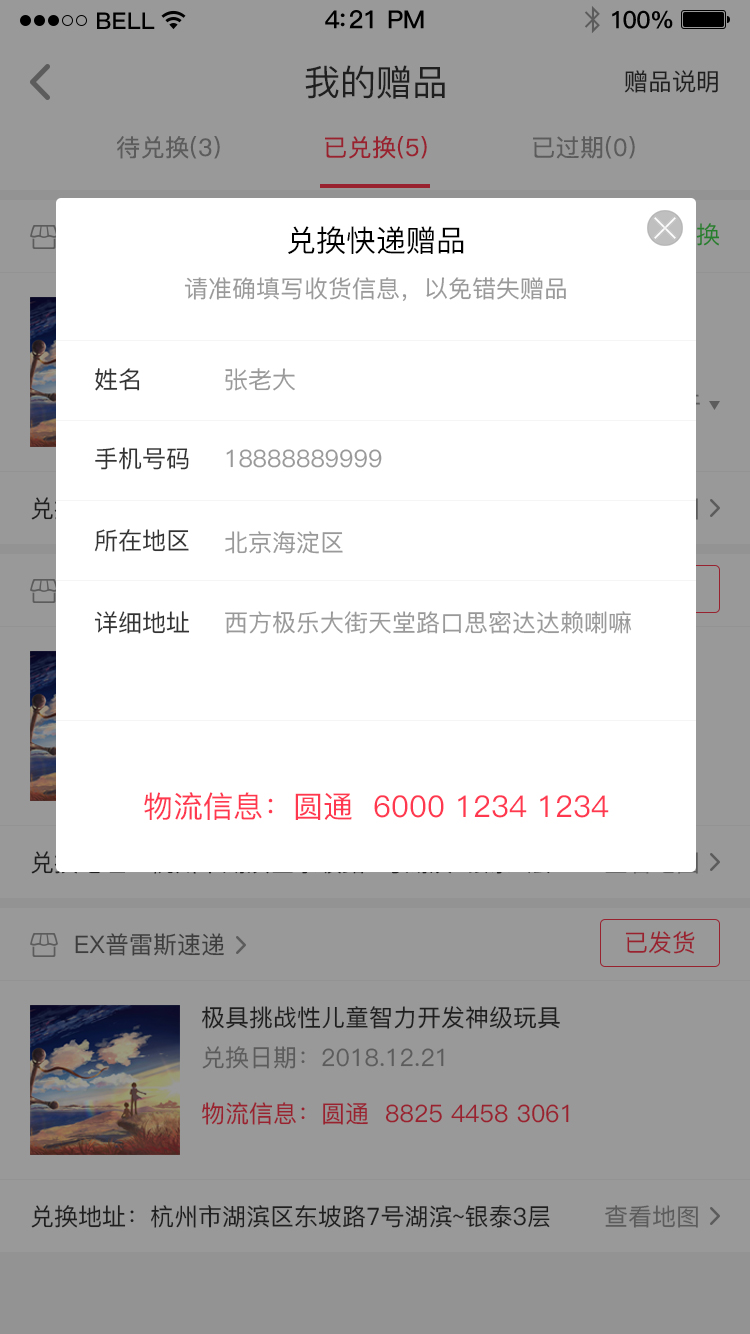 BELL 4:21 PM 100%
我的赠品 赠品说明
待兑换(3) 已兑换(5) 已过期(0)
换
兑换快递赠品
请准确填写收货信息，以免错失赠品
姓名 张老大
手机号码 18888889999
所在地区 北京海淀区
详细地址 西方极乐大街天堂路口思密达达赖喇嘛
兑
物流信息：圆通 6000 1234 1234
EX普雷斯速递
已发货
极具挑战性儿童智力开发神级玩具
兑换日期：2018.12.21
物流信息：圆通 8825 4458 3061
兑换地址：杭州市湖滨区东坡路7号湖滨~银泰3层 查看地图